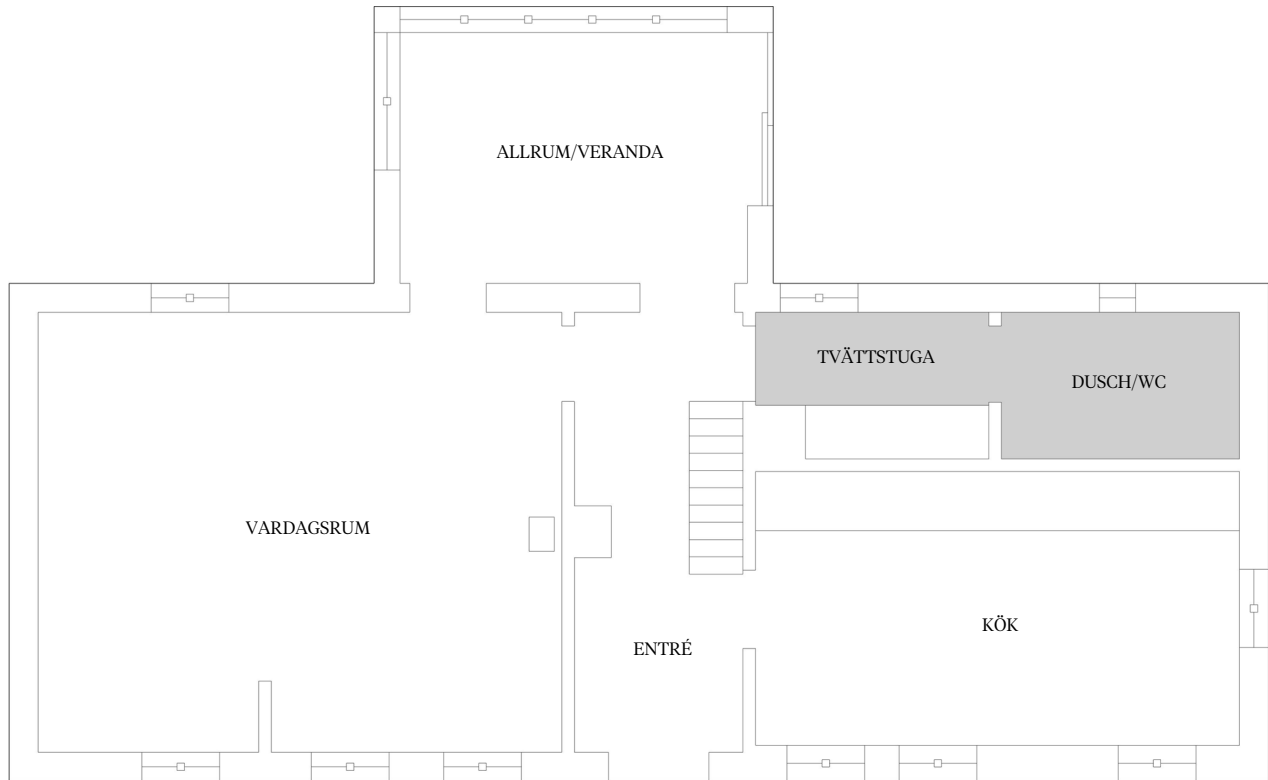 ALLRUM/VERANDA
TVÄTTSTUGA
DUSCH/WC
VARDAGSRUM
KÖK
ENTRÉ